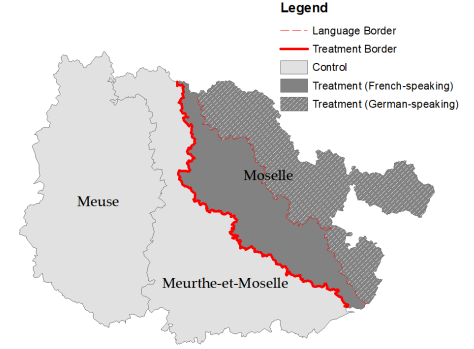 Legend
Language Border
Treatment Border
Control
Treatment (French-speaking)
Treatment (German-speaking)
Moselle
Meuse
Meurthe-et-Moselle